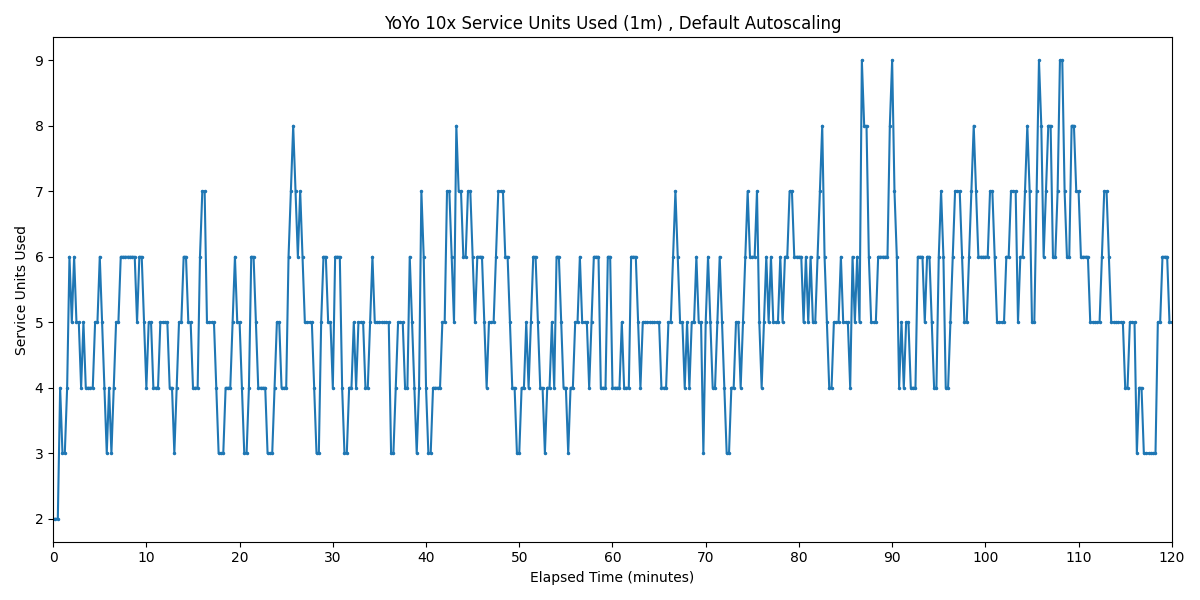 YoYo 10x Service Units Used (1m) , Default Autoscaling
Service Units Used
9
8
7
6
5
4
3
2
0 10 20 30 40 50 60 70 80 90 100 110 120
Elapsed Time (minutes)